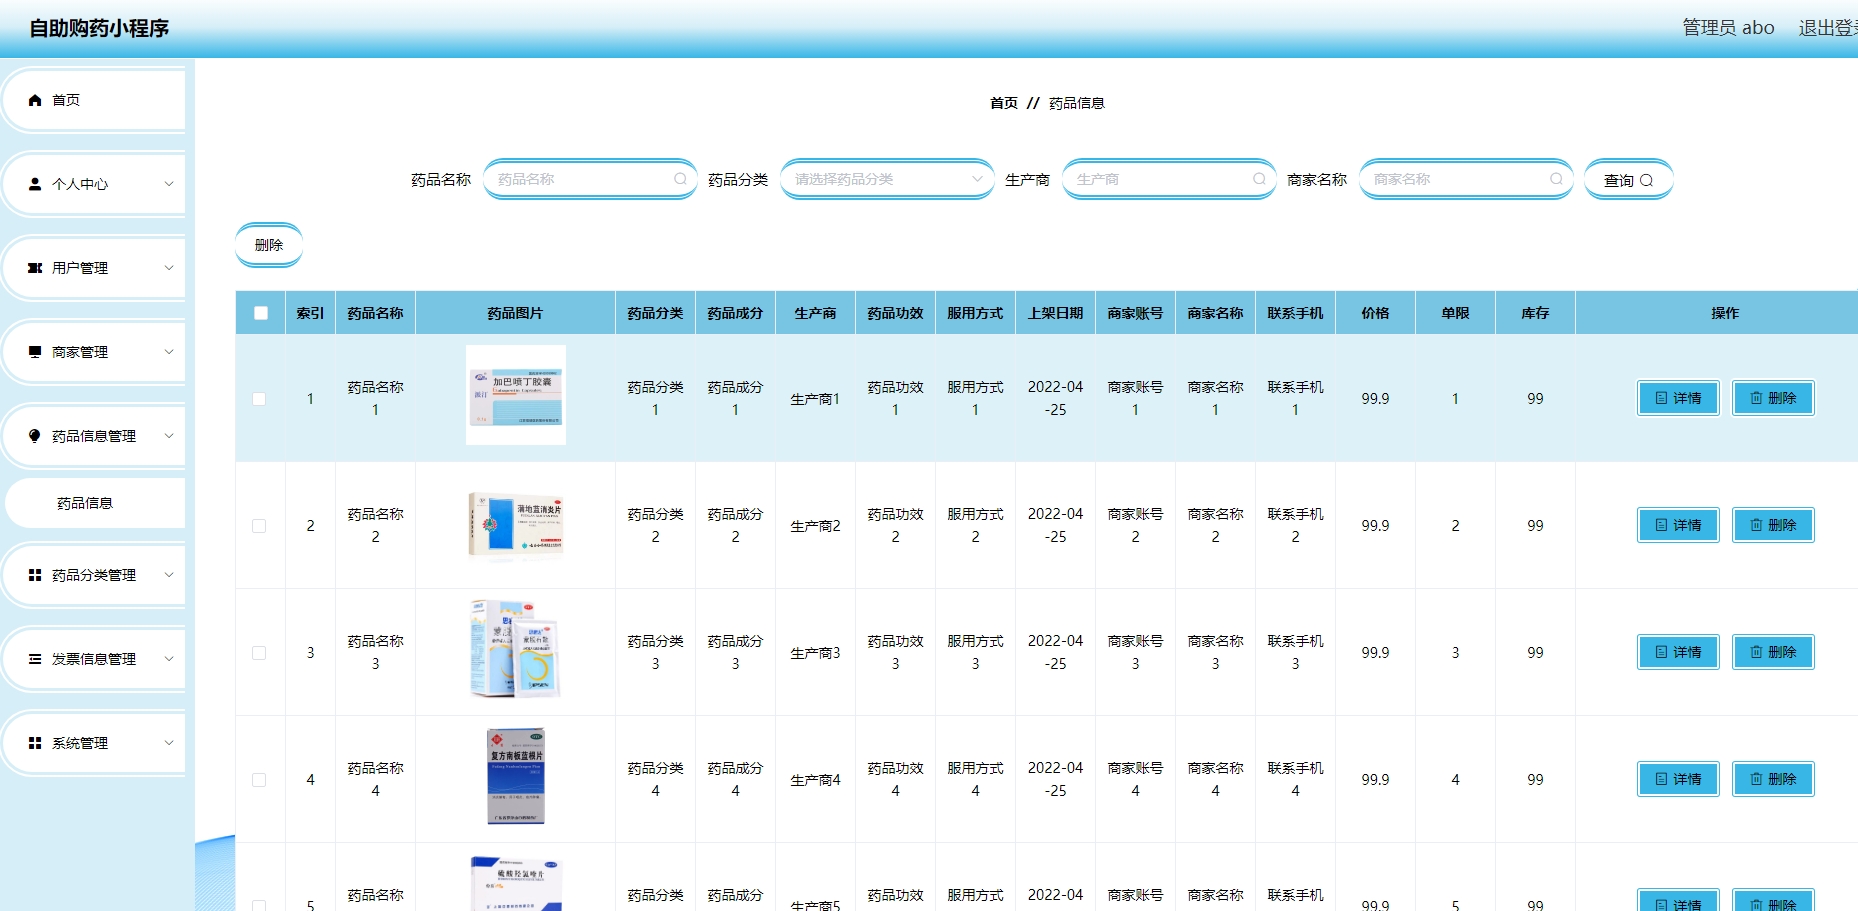 自助购药小程序
管理员 abo 退出登录
首页
个人中心
用户管理
商家管理
药品信息管理
药品信息
药品分类管理
发票信息管理
系统管理
首页 // 药品信息
药品名称 药品名称 药品分类 请选择药品分类 生产商 生产商 商家名称 商家名称 查询
删除
索引 药品名称 药品图片 药品分类 药品成分 生产商 药品功效 服用方式 上架日期 商家账号 商家名称 联系手机 价格 单限 库存 操作
1 药品名称1 加巴喷丁胶囊 药品分类1 药品成分1 生产商1 药品功效1 服用方式1 2022-04-25 商家账号1 商家名称1 联系手机1 99.9 1 99 详情 删除
2 药品名称2 蒲地蓝消炎片 药品分类2 药品成分2 生产商2 药品功效2 服用方式2 2022-04-25 商家账号2 商家名称2 联系手机2 99.9 2 99 详情 删除
3 药品名称3 药品分类3 药品成分3 生产商3 药品功效3 服用方式3 2022-04-25 商家账号3 商家名称3 联系手机3 99.9 3 99 详情 删除
4 药品名称4 复方南板蓝根片 药品分类4 药品成分4 生产商4 药品功效4 服用方式4 2022-04-25 商家账号4 商家名称4 联系手机4 99.9 4 99 详情 删除
5 药品名称 硫酸羟氯喹片 药品分类 药品成分 生产商5 药品功效 服用方式 2022-04 商家账号 商家名称 联系手机 99.9 5 99 详情 删除